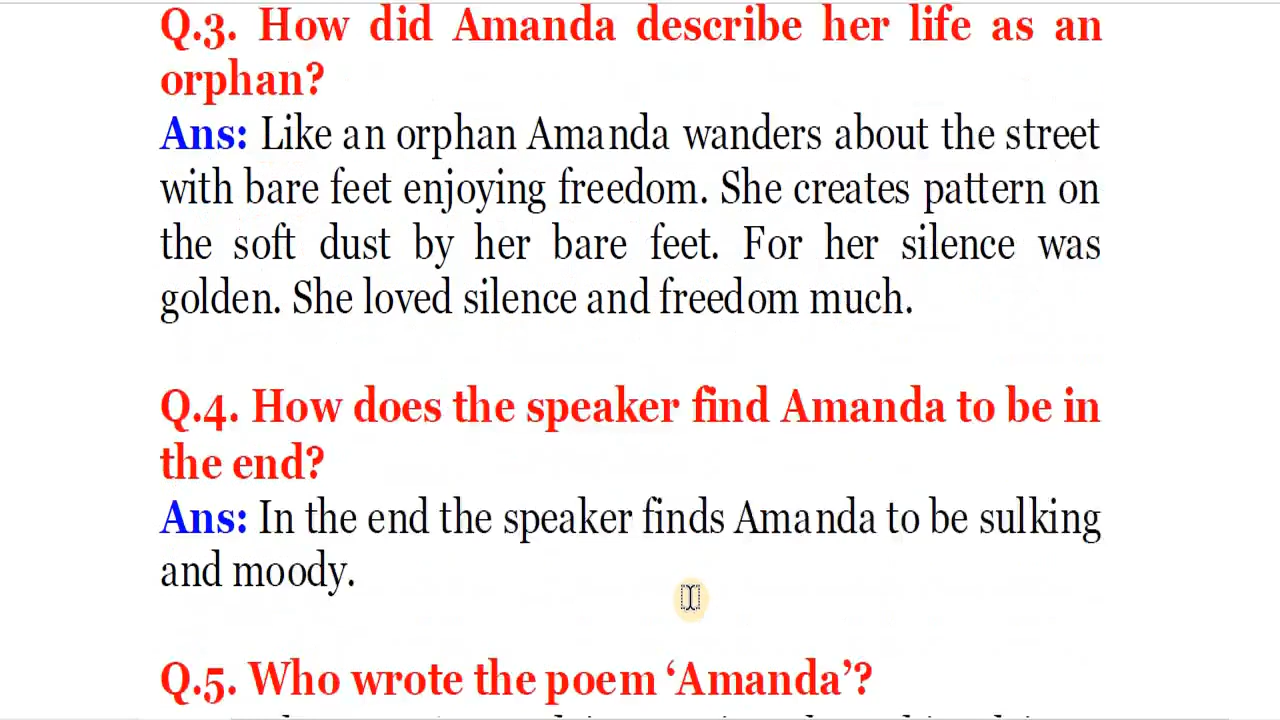 Q.3. How did Amanda describe her life as an
orphan?
Ans: Like an orphan Amanda wanders about the street
with bare feet enjoying freedom. She creates pattern on
the soft dust by her bare feet. For her silence was
golden. She loved silence and freedom much.
Q.4. How does the speaker find Amanda to be in
the end?
Ans: In the end the speaker finds Amanda to be sulking
and moody.
Q.5. Who wrote the poem ‘Amanda’?